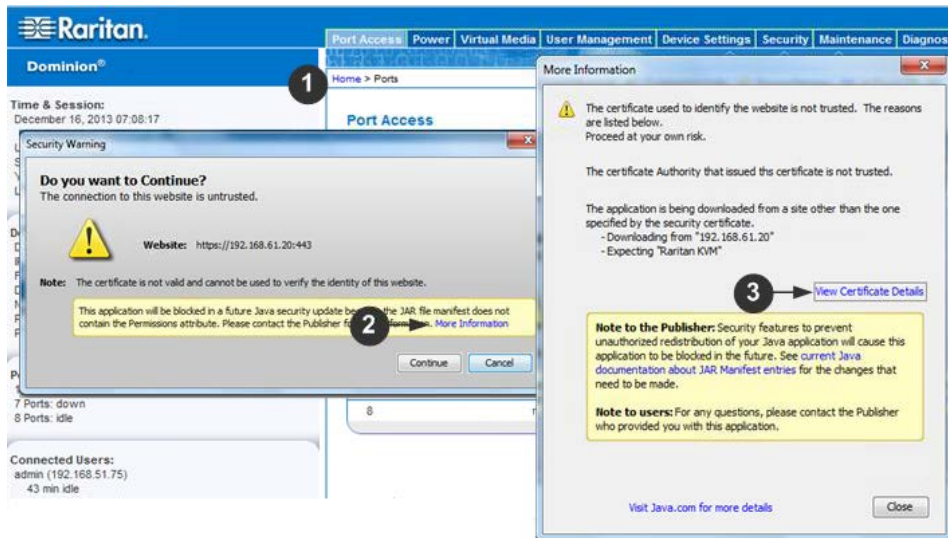 Raritan.
Dominion®
Port Access Power Virtual Media User Management Device Settings Security Maintenance Diagnos
1
Home > Ports
Time & Session:
December 16, 2013 07:08:17
Port Access
Security Warning
Do you want to Continue?
The connection to this website is untrusted.
Website: https://192.168.61.20:443
Note: The certificate is not valid and cannot be used to verify the identity of this website.
This application will be blocked in a future Java security update the JAR file manifest does not
contain the Permissions attribute. Please contact the Publisher 2 More Information
Continue Cancel
7 Ports: down
8 Ports: idle
8
Connected Users:
admin (192.168.51.75)
43 min idle
More Information
The certificate used to identify the website is not trusted. The reasons
are listed below.
Proceed at your own risk.
The certificate Authority that issued ths certificate is not trusted.
The application is being downloaded from a site other than the one
specified by the security certificate.
- Downloading from "192.168.61.20"
- Expecting "Raritan KVM"
3 View Certificate Details
Note to the Publisher: Security features to prevent
unauthorized redistribution of your Java application will cause this
application to be blocked in the future. See current Java
documentation about JAR Manifest entries for the changes that
need to be made.
Note to users: For any questions, please contact the Publisher
who provided you with this application.
Visit Java.com for more details
Close